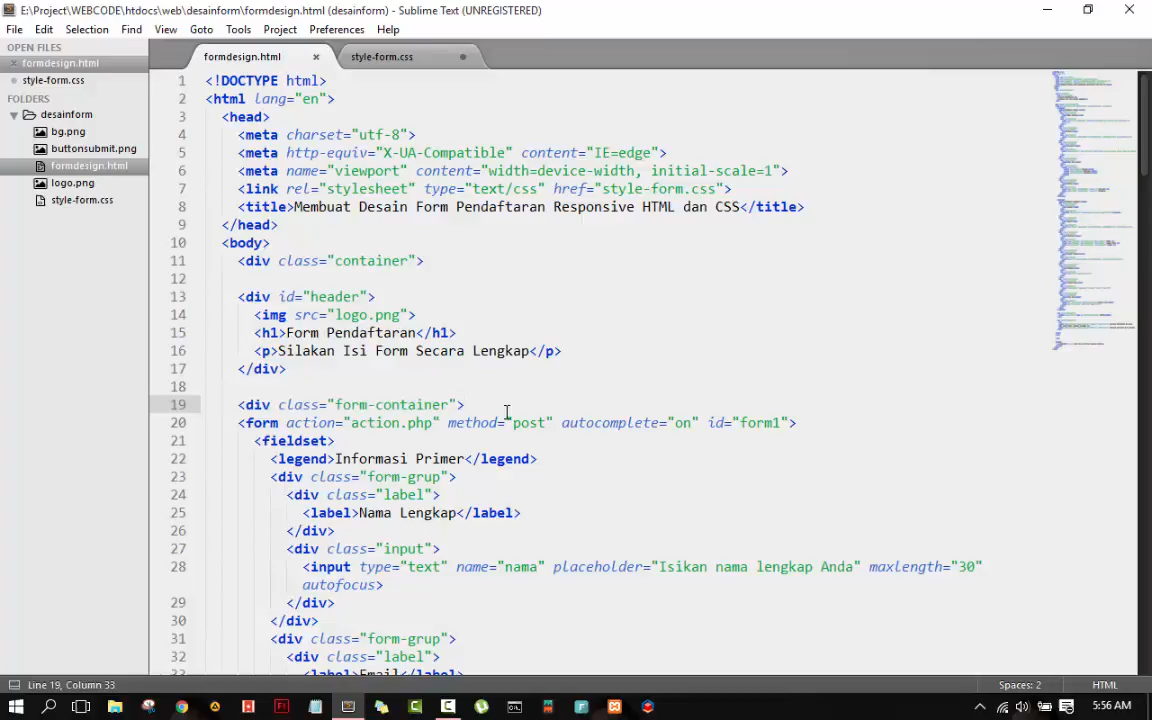 E:\Project\WEBCODE\htdocs\web\desainform\formdesign.html (desainform) - Sublime Text (UNREGISTERED)
File Edit Selection Find View Goto Tools Project Preferences Help
OPEN FILES
formdesign.html
style-form.css
FOLDERS
desainform
bg.png
buttonsubmit.png
formdesign.html
logo.png
style-form.css
formdesign.html style-form.css
1 <!DOCTYPE html>
2 <html lang="en">
3 <head>
4 <meta charset="utf-8">
5 <meta http-equiv="X-UA-Compatible" content="IE=edge">
6 <meta name="viewport" content="width=device-width, initial-scale=1">
7 <link rel="stylesheet" type="text/css" href="style-form.css">
8 <title>Membuat Desain Form Pendaftaran Responsive HTML dan CSS</title>
9 </head>
10 <body>
11 <div class="container">
12
13 <div id="header">
14 <img src="logo.png">
15 <h1>Form Pendaftaran</h1>
16 <p>Silakan Isi Form Secara Lengkap</p>
17 </div>
18
19 <div class="form-container">
20 <form action="action.php" method="post" autocomplete="on" id="form1">
21 <fieldset>
22 <legend>Informasi Primer</legend>
23 <div class="form-grup">
24 <div class="label">
25 <label>Nama Lengkap</label>
26 </div>
27 <div class="input">
28 <input type="text" name="nama" placeholder="Isikan nama lengkap Anda" maxlength="30"
autofocus>
29 </div>
30 </div>
31 <div class="form-grup">
32 <div class="label">
33 <label>Email</label>
Line 19, Column 33 Spaces: 2 HTML
5:56 AM